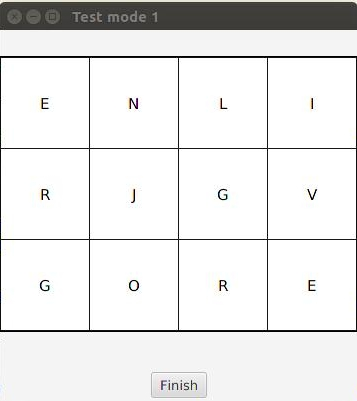 Test mode 1
E N L I
R J G V
G O R E
Finish